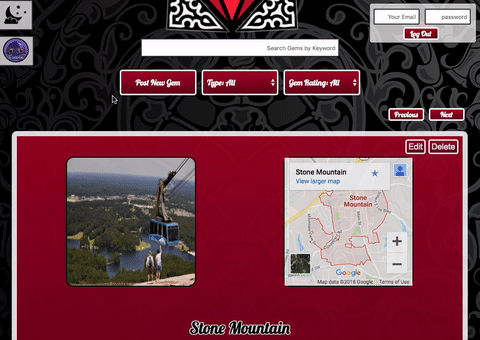 Your Email
password
Log Out
Search Gems by Keyword
Post New Gem
Type: All
Gem Rating: All
Previous
Next
Edit
Delete
Stone Mountain
View larger map
Stone
Mountain
+
−
Google
Map data ©2018 Google
Terms of Use
Stone Mountain